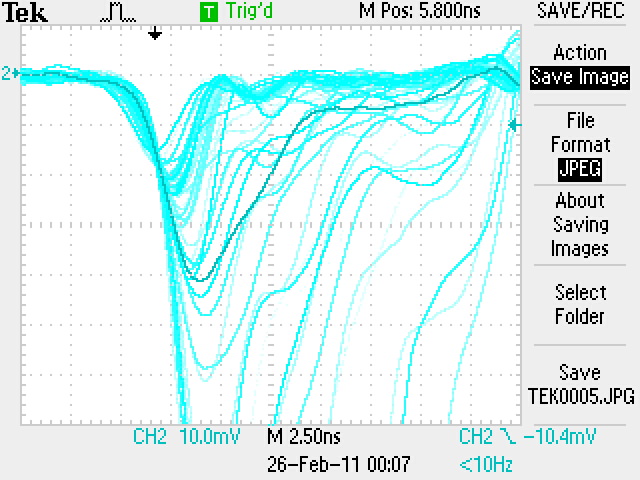 Tek
T Trig'd
M Pos: 5.800ns
SAVE/REC
Action
Save Image
File
Format
JPEG
About
Saving
Images
Select
Folder
Save
TEK0005.JPG
2
CH2 10.0mV
M 2.50ns
CH2 -10.4mV
26-Feb-11 00:07
<10Hz